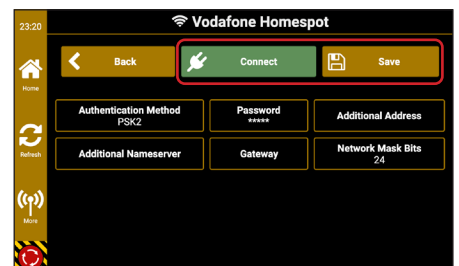 23:20
Vodafone Homespot
Back
Connect
Save
Home
Authentication Method
PSK2
Password
*****
Additional Address
Refresh
Additional Nameserver
Gateway
Network Mask Bits
24
More